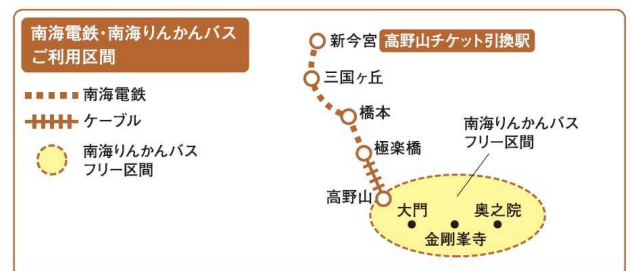 南海電鉄・南海りんかんバス
ご利用区間
南海電鉄
ケーブル
南海りんかんバス
フリー区間
新今宮 高野山チケット引換駅
三国ヶ丘
橋本
極楽橋
高野山
南海りんかんバス
フリー区間
大門
奥之院
金剛峯寺